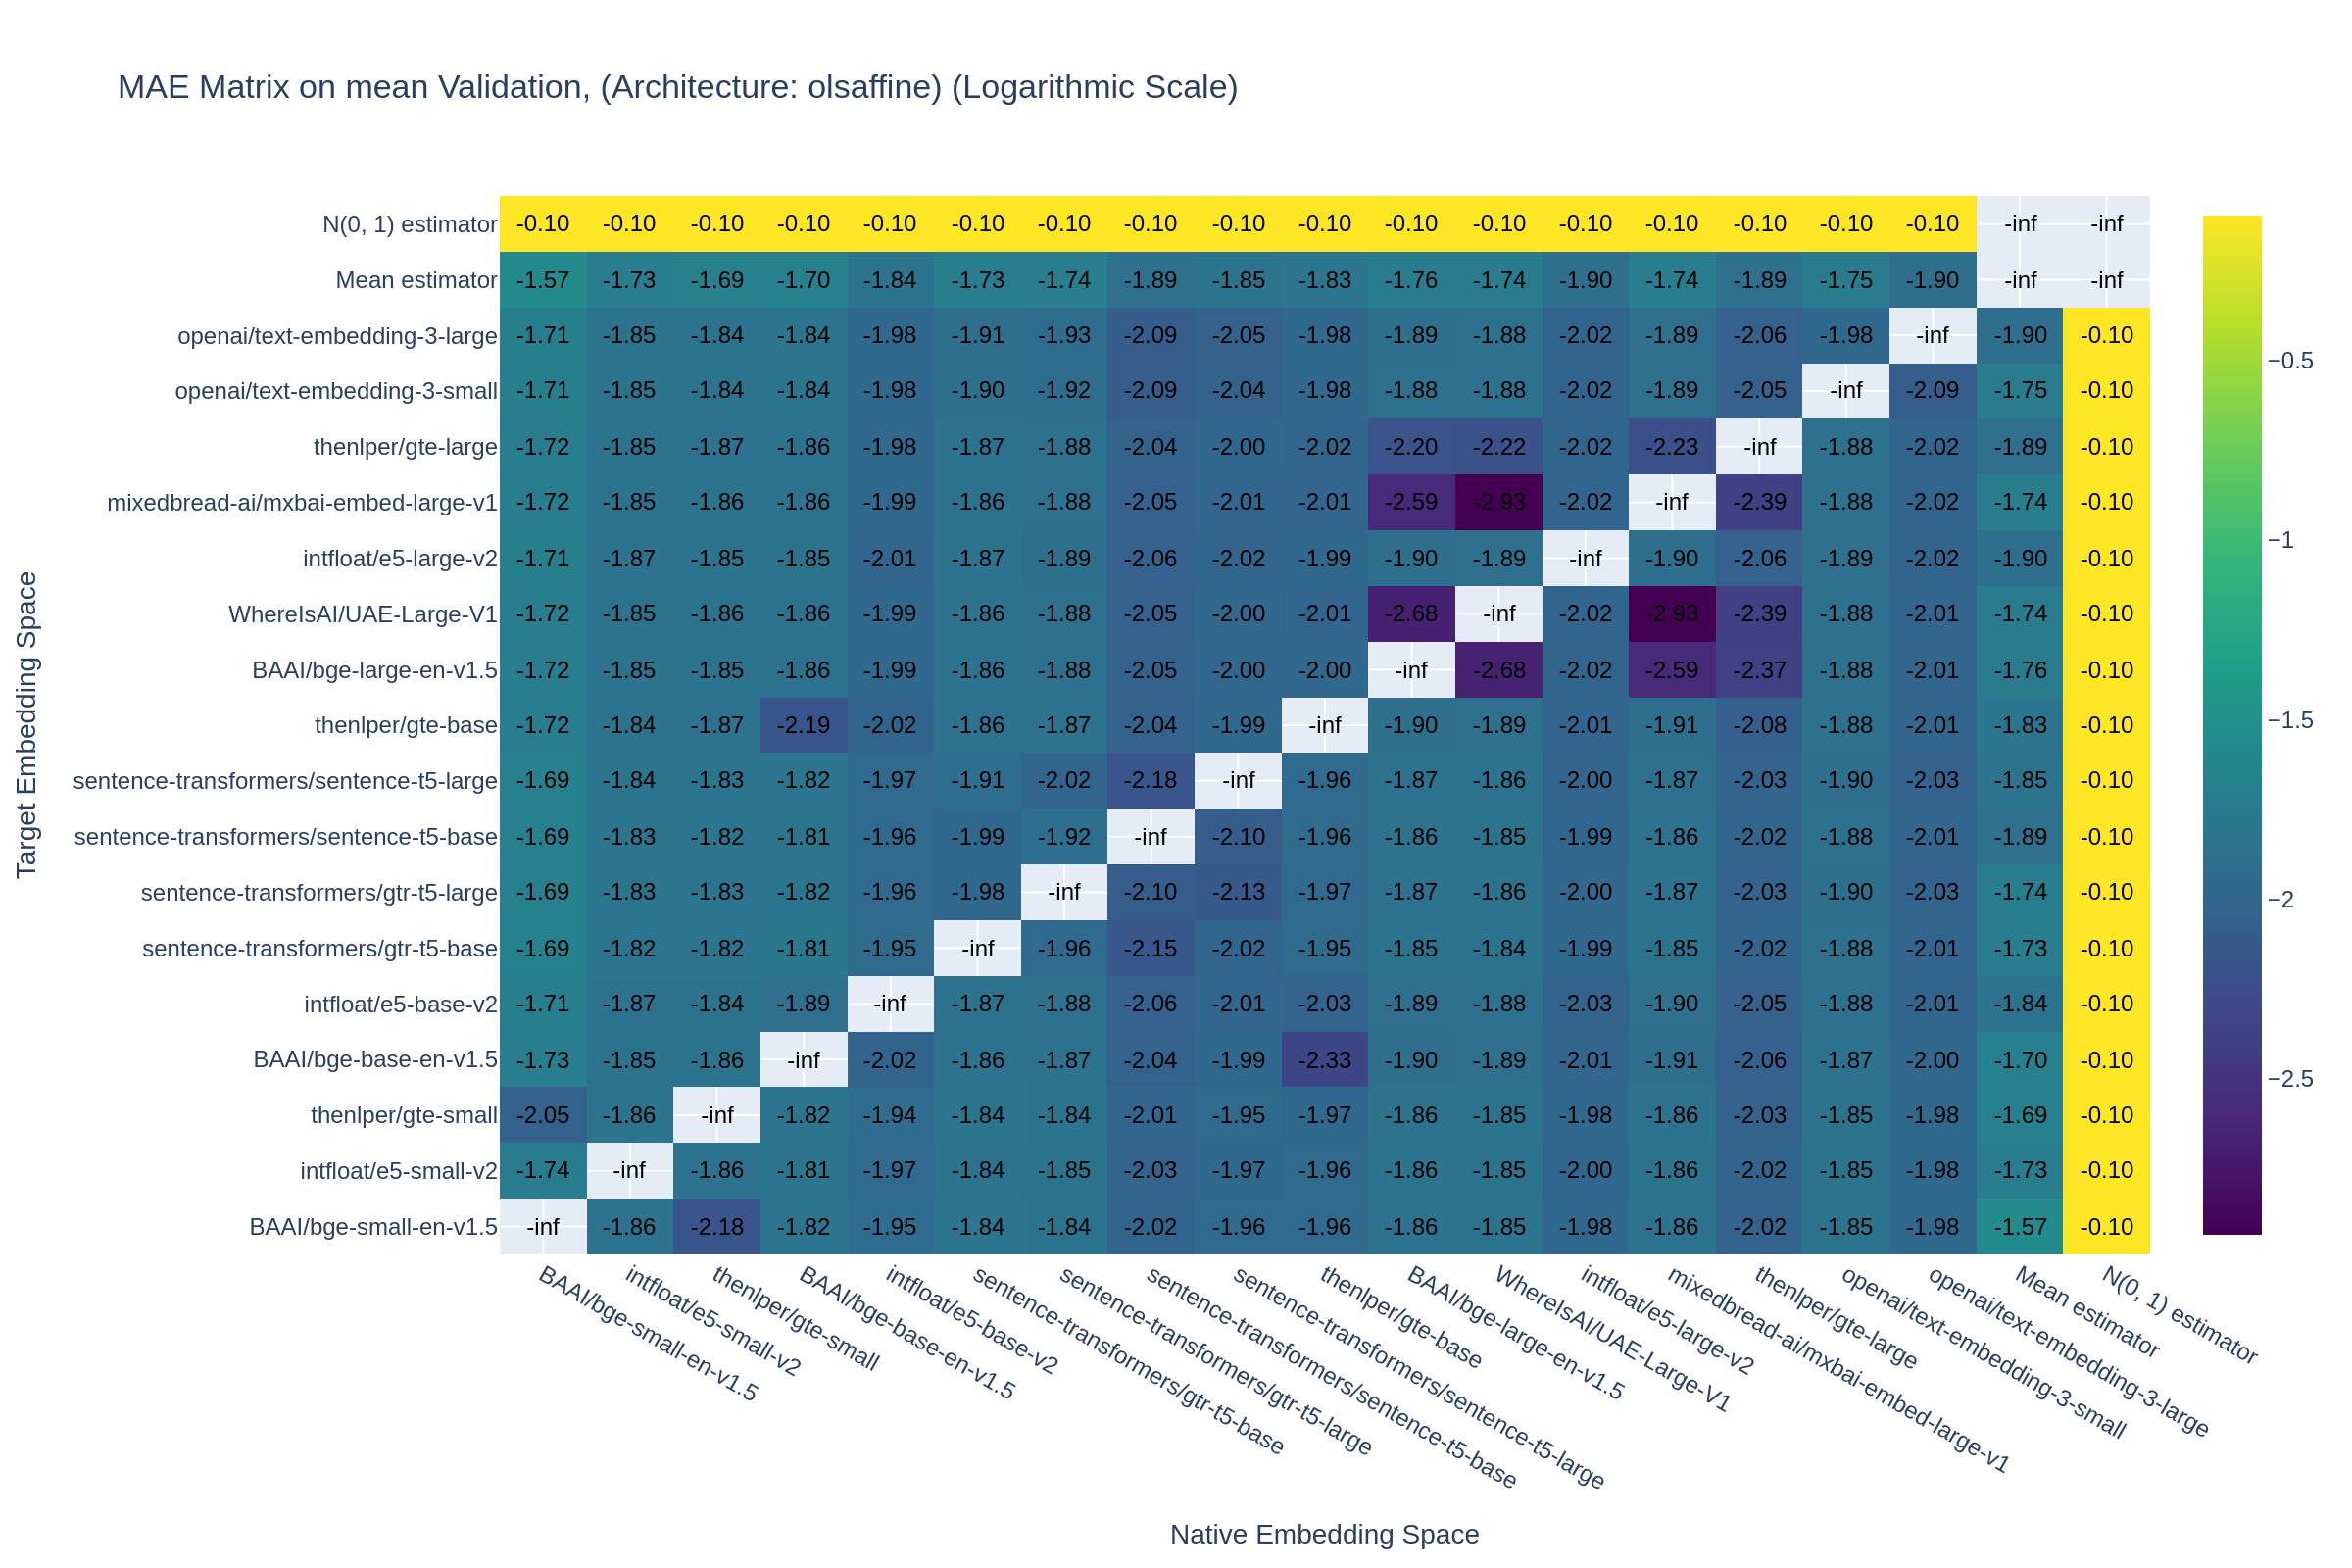 MAE Matrix on mean Validation, (Architecture: olsaffine) (Logarithmic Scale)
N(0, 1) estimator -0.10 -0.10 -0.10 -0.10 -0.10 -0.10 -0.10 -0.10 -0.10 -0.10 -0.10 -0.10 -0.10 -0.10 -0.10 -0.10 -0.10 -inf -inf
Mean estimator -1.57 -1.73 -1.69 -1.70 -1.84 -1.73 -1.74 -1.89 -1.85 -1.83 -1.76 -1.74 -1.90 -1.74 -1.89 -1.75 -1.90 -inf -inf
openai/text-embedding-3-large -1.71 -1.85 -1.84 -1.84 -1.98 -1.91 -1.93 -2.09 -2.05 -1.98 -1.89 -1.88 -2.02 -1.89 -2.06 -1.98 -inf -1.90 -0.10
openai/text-embedding-3-small -1.71 -1.85 -1.84 -1.84 -1.98 -1.90 -1.92 -2.09 -2.04 -1.98 -1.88 -1.88 -2.02 -1.89 -2.05 -inf -2.09 -1.75 -0.10
thenlper/gte-large -1.72 -1.85 -1.87 -1.86 -1.98 -1.87 -1.88 -2.04 -2.00 -2.02 -2.20 -2.22 -2.02 -2.23 -inf -1.88 -2.02 -1.89 -0.10
mixedbread-ai/mxbai-embed-large-v1 -1.72 -1.85 -1.86 -1.86 -1.99 -1.86 -1.88 -2.05 -2.01 -2.01 -2.59 -2.93 -2.02 -inf -2.39 -1.88 -2.02 -1.74 -0.10
intfloat/e5-large-v2 -1.71 -1.87 -1.85 -1.85 -2.01 -1.87 -1.89 -2.06 -2.02 -1.99 -1.90 -1.89 -inf -1.90 -2.06 -1.89 -2.02 -1.90 -0.10
WhereIsAI/UAE-Large-V1 -1.72 -1.85 -1.86 -1.86 -1.99 -1.86 -1.88 -2.05 -2.00 -2.01 -2.68 -inf -2.02 -2.93 -2.39 -1.88 -2.01 -1.74 -0.10
BAAI/bge-large-en-v1.5 -1.72 -1.85 -1.85 -1.86 -1.99 -1.86 -1.88 -2.05 -2.00 -2.00 -inf -2.68 -2.02 -2.59 -2.37 -1.88 -2.01 -1.76 -0.10
thenlper/gte-base -1.72 -1.84 -1.87 -2.19 -2.02 -1.86 -1.87 -2.04 -1.99 -inf -1.90 -1.89 -2.01 -1.91 -2.08 -1.88 -2.01 -1.83 -0.10
sentence-transformers/sentence-t5-large -1.69 -1.84 -1.83 -1.82 -1.97 -1.91 -2.02 -2.18 -inf -1.96 -1.87 -1.86 -2.00 -1.87 -2.03 -1.90 -2.03 -1.85 -0.10
sentence-transformers/sentence-t5-base -1.69 -1.83 -1.82 -1.81 -1.96 -1.99 -1.92 -inf -2.10 -1.96 -1.86 -1.85 -1.99 -1.86 -2.02 -1.88 -2.01 -1.89 -0.10
sentence-transformers/gtr-t5-large -1.69 -1.83 -1.83 -1.82 -1.96 -1.98 -inf -2.10 -2.13 -1.97 -1.87 -1.86 -2.00 -1.87 -2.03 -1.90 -2.03 -1.74 -0.10
sentence-transformers/gtr-t5-base -1.69 -1.82 -1.82 -1.81 -1.95 -inf -1.96 -2.15 -2.02 -1.95 -1.85 -1.84 -1.99 -1.85 -2.02 -1.88 -2.01 -1.73 -0.10
intfloat/e5-base-v2 -1.71 -1.87 -1.84 -1.89 -inf -1.87 -1.88 -2.06 -2.01 -2.03 -1.89 -1.88 -2.03 -1.90 -2.05 -1.88 -2.01 -1.84 -0.10
BAAI/bge-base-en-v1.5 -1.73 -1.85 -1.86 -inf -2.02 -1.86 -1.87 -2.04 -1.99 -2.33 -1.90 -1.89 -2.01 -1.91 -2.06 -1.87 -2.00 -1.70 -0.10
thenlper/gte-small -2.05 -1.86 -inf -1.82 -1.94 -1.84 -1.84 -2.01 -1.95 -1.97 -1.86 -1.85 -1.98 -1.86 -2.03 -1.85 -1.98 -1.69 -0.10
intfloat/e5-small-v2 -1.74 -inf -1.86 -1.81 -1.97 -1.84 -1.85 -2.03 -1.97 -1.96 -1.86 -1.85 -2.00 -1.86 -2.02 -1.85 -1.98 -1.73 -0.10
BAAI/bge-small-en-v1.5 -inf -1.86 -2.18 -1.82 -1.95 -1.84 -1.84 -2.02 -1.96 -1.96 -1.86 -1.85 -1.98 -1.86 -2.02 -1.85 -1.98 -1.57 -0.10
BAAI/bge-small-en-v1.5
intfloat/e5-small-v2
thenlper/gte-small
BAAI/bge-base-en-v1.5
intfloat/e5-base-v2
sentence-transformers/gtr-t5-base
sentence-transformers/gtr-t5-large
sentence-transformers/sentence-t5-base
sentence-transformers/sentence-t5-large
thenlper/gte-base
BAAI/bge-large-en-v1.5
WhereIsAI/UAE-Large-V1
intfloat/e5-large-v2
mixedbread-ai/mxbai-embed-large-v1
thenlper/gte-large
openai/text-embedding-3-small
openai/text-embedding-3-large
Mean estimator
N(0, 1) estimator
Native Embedding Space
Target Embedding Space
−0.5
−1
−1.5
−2
−2.5